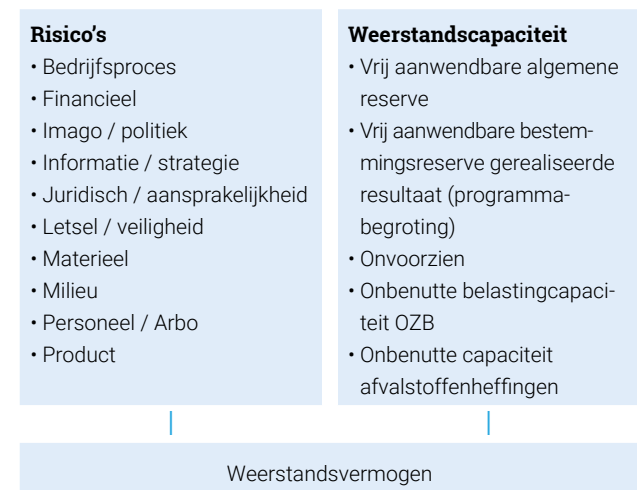 Risico's
• Bedrijfsproces
• Financieel
• Imago / politiek
• Informatie / strategie
• Juridisch / aansprakelijkheid
• Letsel / veiligheid
• Materieel
• Milieu
• Personeel / Arbo
• Product
Weerstandscapaciteit
• Vrij aanwendbare algemene
reserve
• Vrij aanwendbare bestem-
mingsreserve gerealiseerde
resultaat (programma-
begroting)
• Onvoorzien
• Onbenutte belastingcapaci-
teit OZB
• Onbenutte capaciteit
afvalstoffenheffingen
Weerstandsvermogen